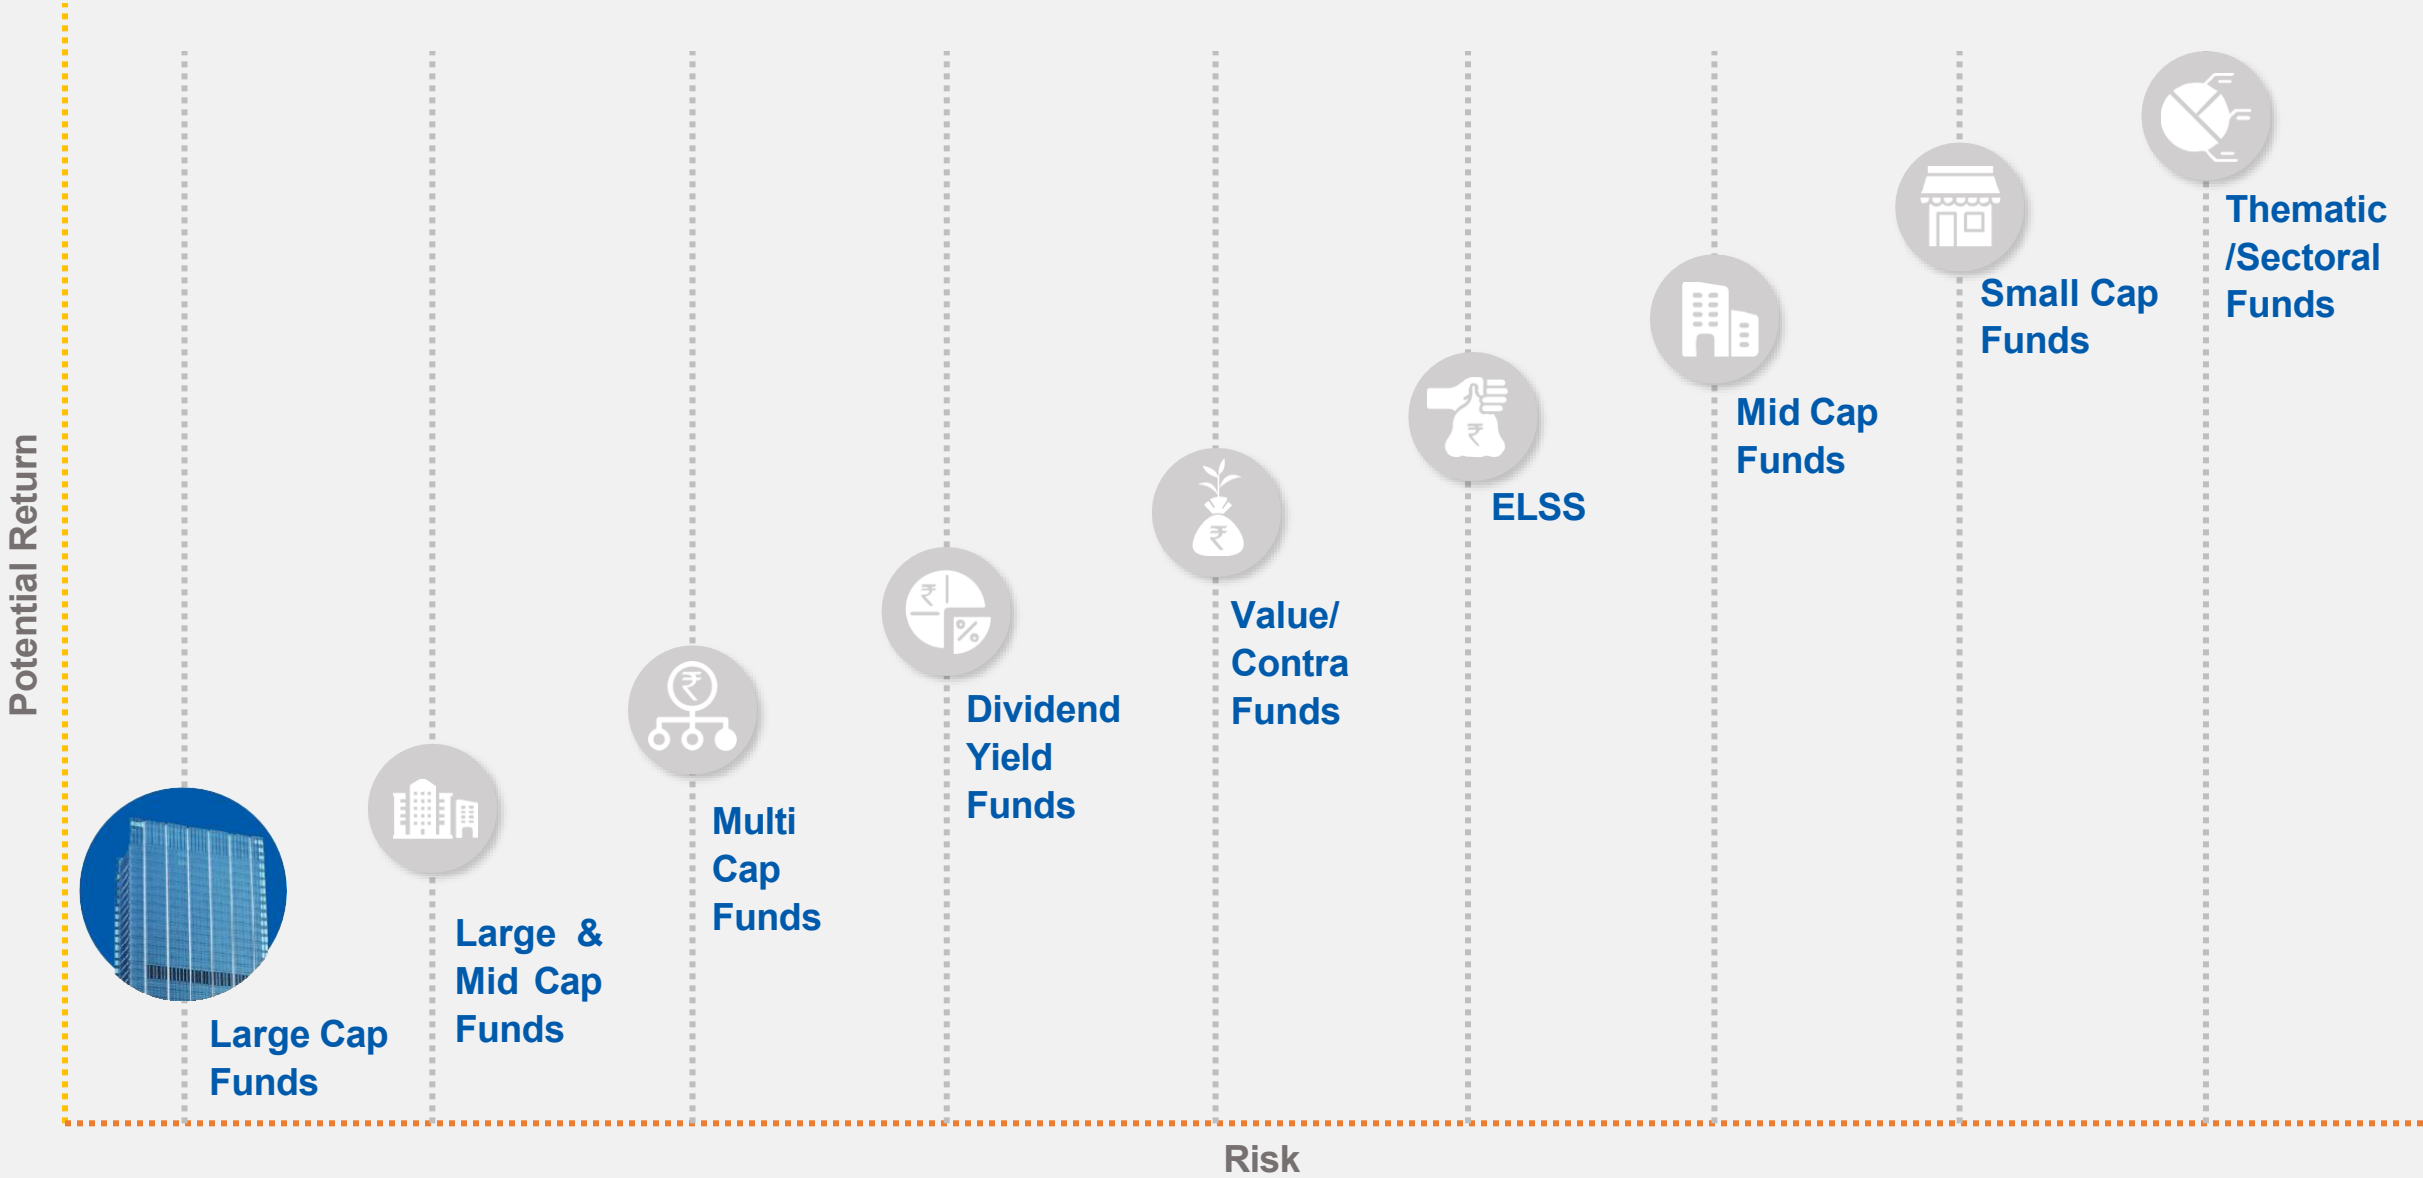 Potential Return
Large Cap
Funds
Large & 
Mid Cap
Funds
Multi
Cap
Funds
₹
Dividend
Yield
Funds
₹
%
Value/
Contra
Funds
₹
ELSS
₹
Mid Cap
Funds
Small Cap
Funds
Thematic
/Sectoral
Funds
Risk